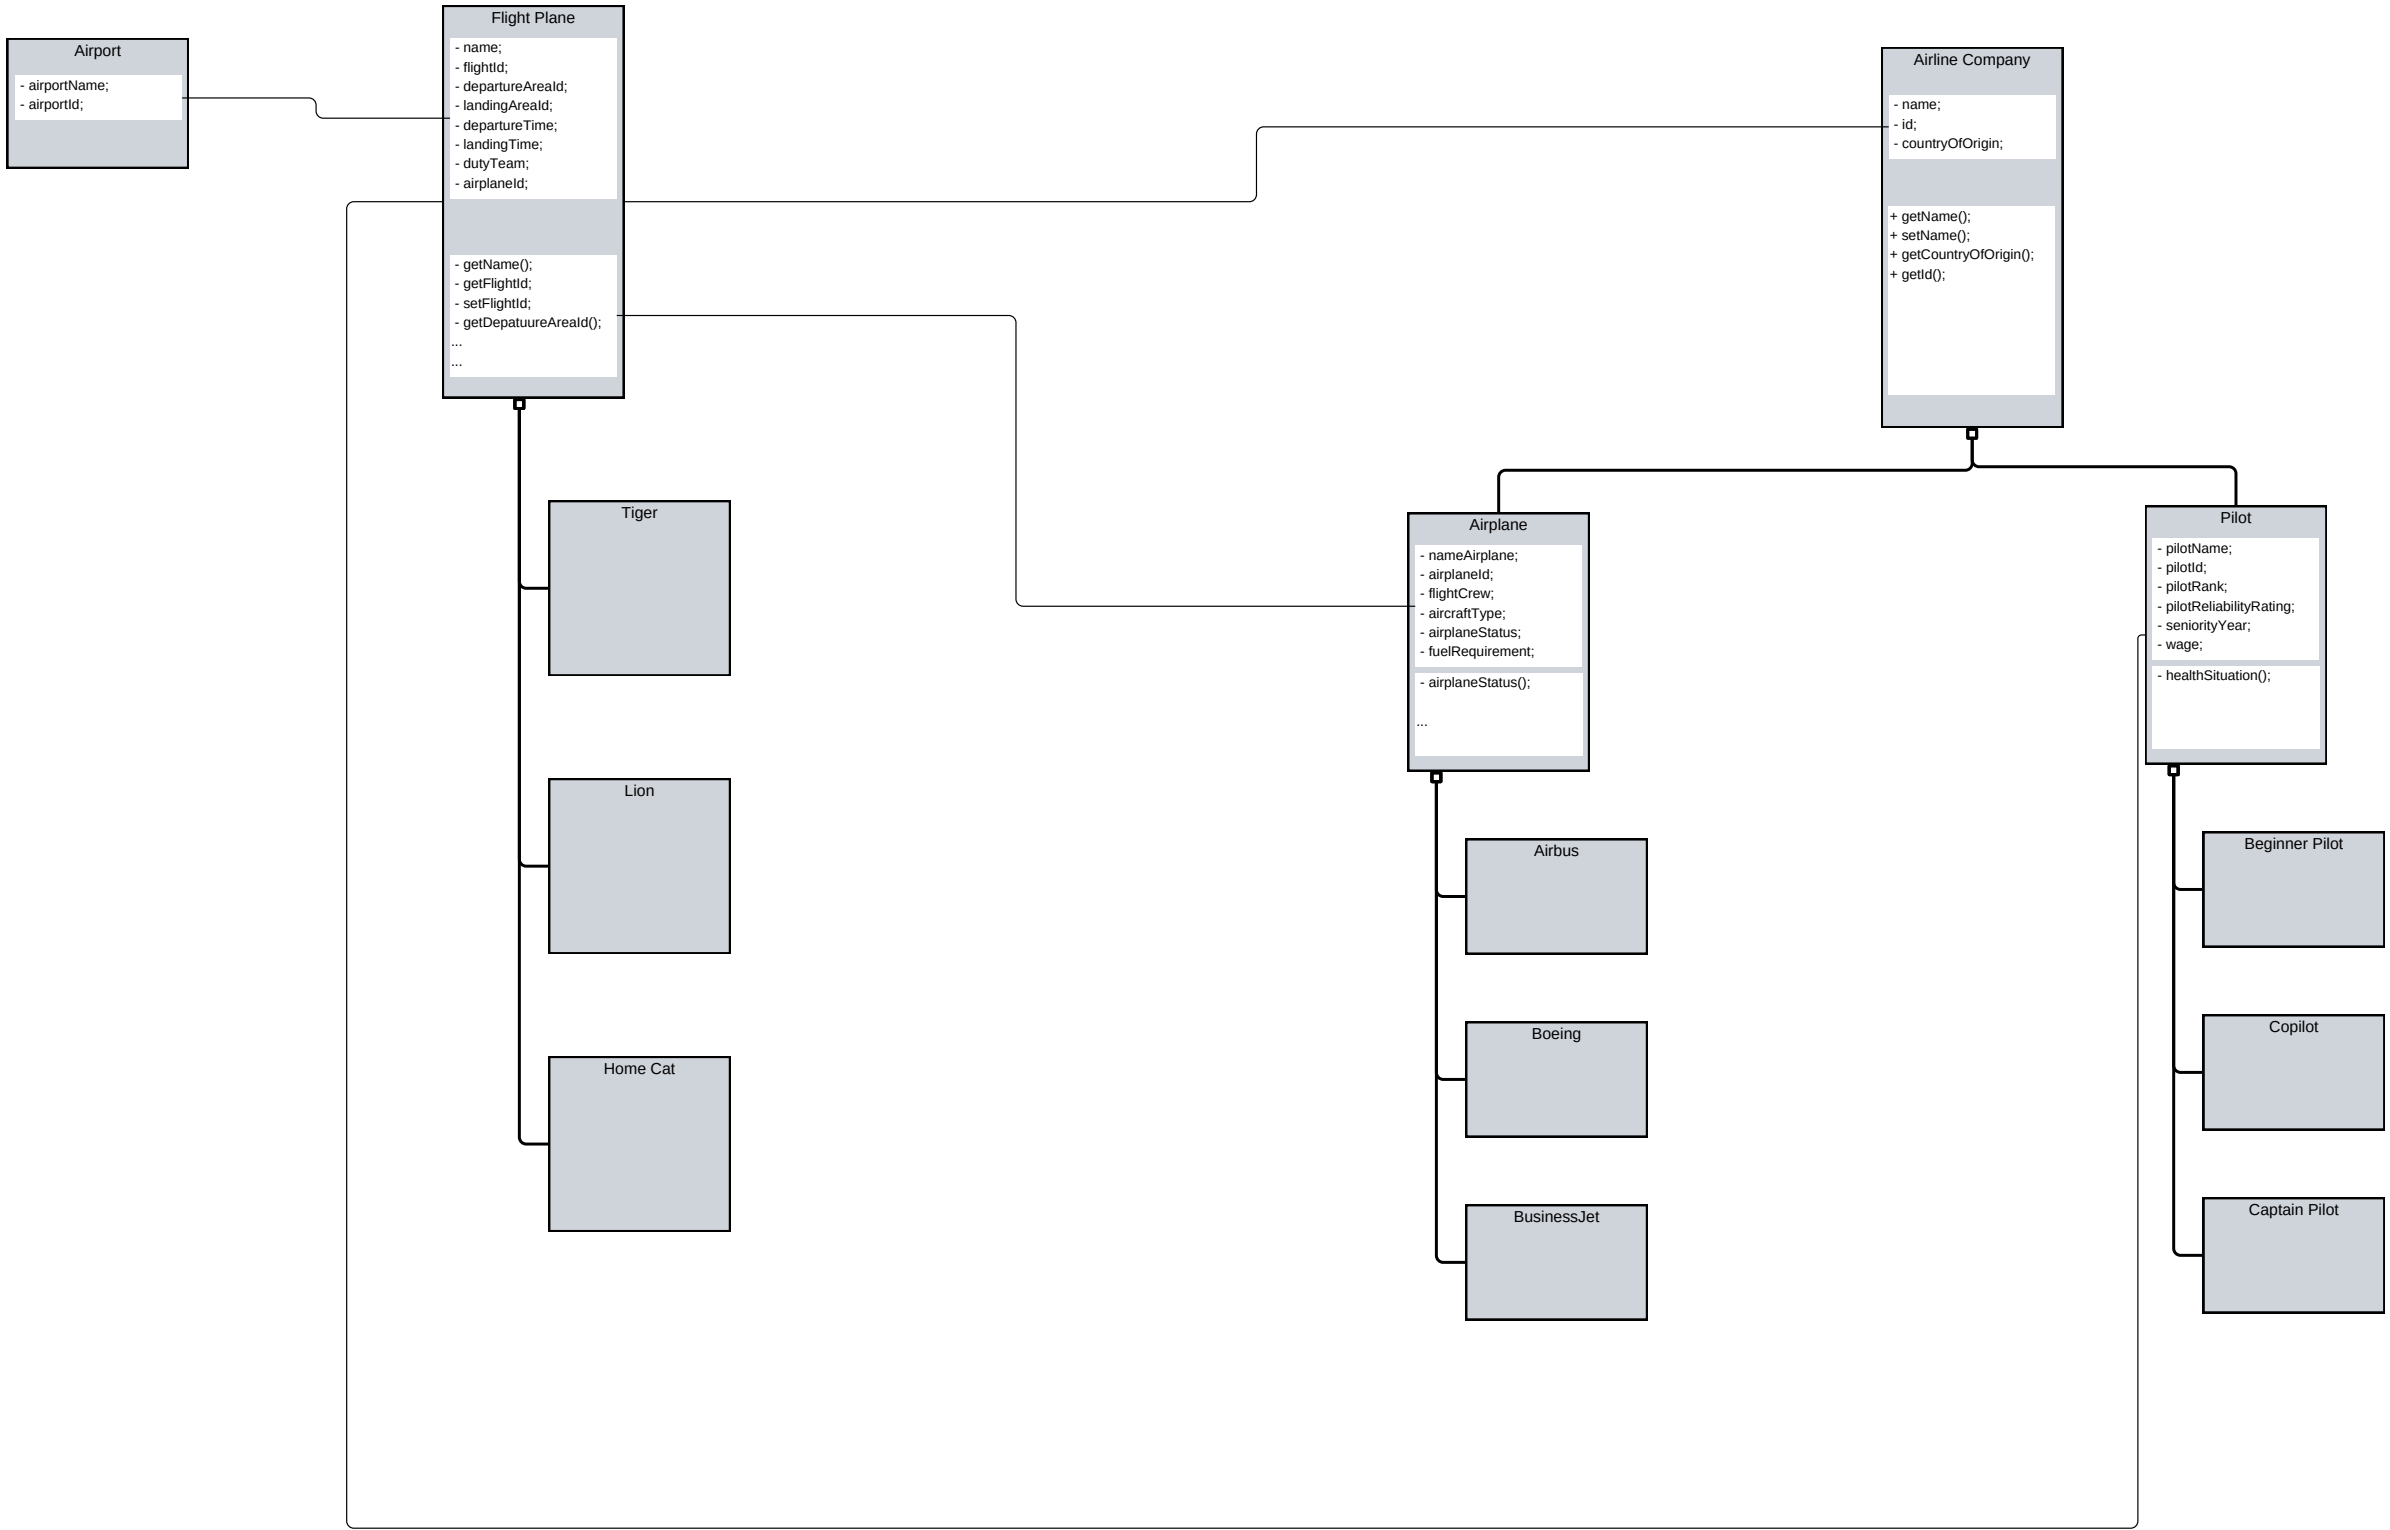 Airport
- airportName;
- airportId;
Flight Plane
- name;
- flightId;
- departureAreaId;
- landingAreaId;
- departureTime;
- landingTime;
- dutyTeam;
- airplaneId;
- getName();
- getFlightId;
- setFlightId;
- getDepatuureAreaId();
...
...
Airline Company
- name;
- id;
- countryOfOrigin;
+ getName();
+ setName();
+ getCountryOfOrigin();
+ getId();
Tiger
Lion
Home Cat
Airplane
- nameAirplane;
- airplaneId;
- flightCrew;
- aircraftType;
- airplaneStatus;
- fuelRequirement;
- airplaneStatus();
...
Airbus
Boeing
BusinessJet
Pilot
- pilotName;
- pilotId;
- pilotRank;
- pilotReliabilityRating;
- seniorityYear;
- wage;
- healthSituation();
Beginner Pilot
Copilot
Captain Pilot